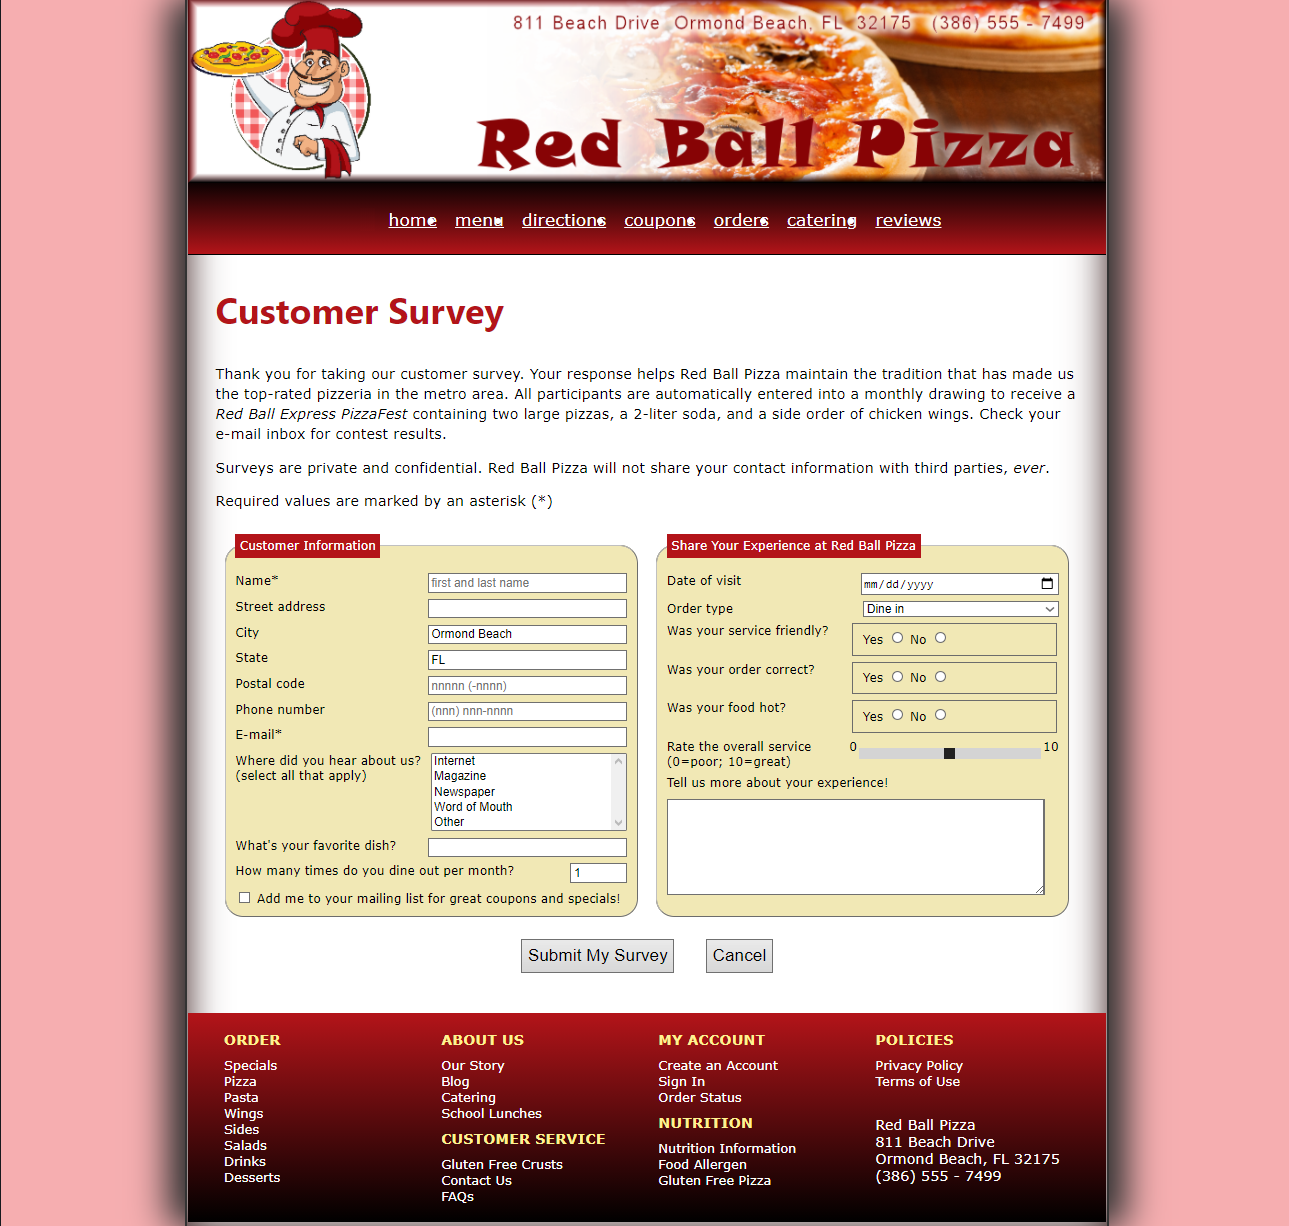 811 Beach Drive Ormond Beach, FL 32175 (386) 555 - 7499
Red Ball Pizza
home menu directions coupons orders catering reviews
Customer Survey
Thank you for taking our customer survey. Your response helps Red Ball Pizza maintain the tradition that has made us
the top-rated pizzeria in the metro area. All participants are automatically entered into a monthly drawing to receive a
Red Ball Express PizzaFest containing two large pizzas, a 2-liter soda, and a side order of chicken wings. Check your
e-mail inbox for contest results.
Surveys are private and confidential. Red Ball Pizza will not share your contact information with third parties, ever.
Required values are marked by an asterisk (*)
Customer Information
Name* first and last name
Street address
City Ormond Beach
State FL
Postal code nnnnn (-nnnn)
Phone number (nnn) nnn-nnnn
E-mail*
Where did you hear about us?
(select all that apply)
Internet
Magazine
Newspaper
Word of Mouth
Other
What's your favorite dish?
How many times do you dine out per month? 1
Add me to your mailing list for great coupons and specials!
Share Your Experience at Red Ball Pizza
Date of visit mm/dd/yyyy
Order type Dine in
Was your service friendly? Yes No
Was your order correct? Yes No
Was your food hot? Yes No
Rate the overall service 0 10
(0=poor; 10=great)
Tell us more about your experience!
Submit My Survey Cancel
ORDER
Specials
Pizza
Pasta
Wings
Sides
Salads
Drinks
Desserts
ABOUT US
Our Story
Blog
Catering
School Lunches
CUSTOMER SERVICE
Gluten Free Crusts
Contact Us
FAQs
MY ACCOUNT
Create an Account
Sign In
Order Status
NUTRITION
Nutrition Information
Food Allergen
Gluten Free Pizza
POLICIES
Privacy Policy
Terms of Use
Red Ball Pizza
811 Beach Drive
Ormond Beach, FL 32175
(386) 555 - 7499